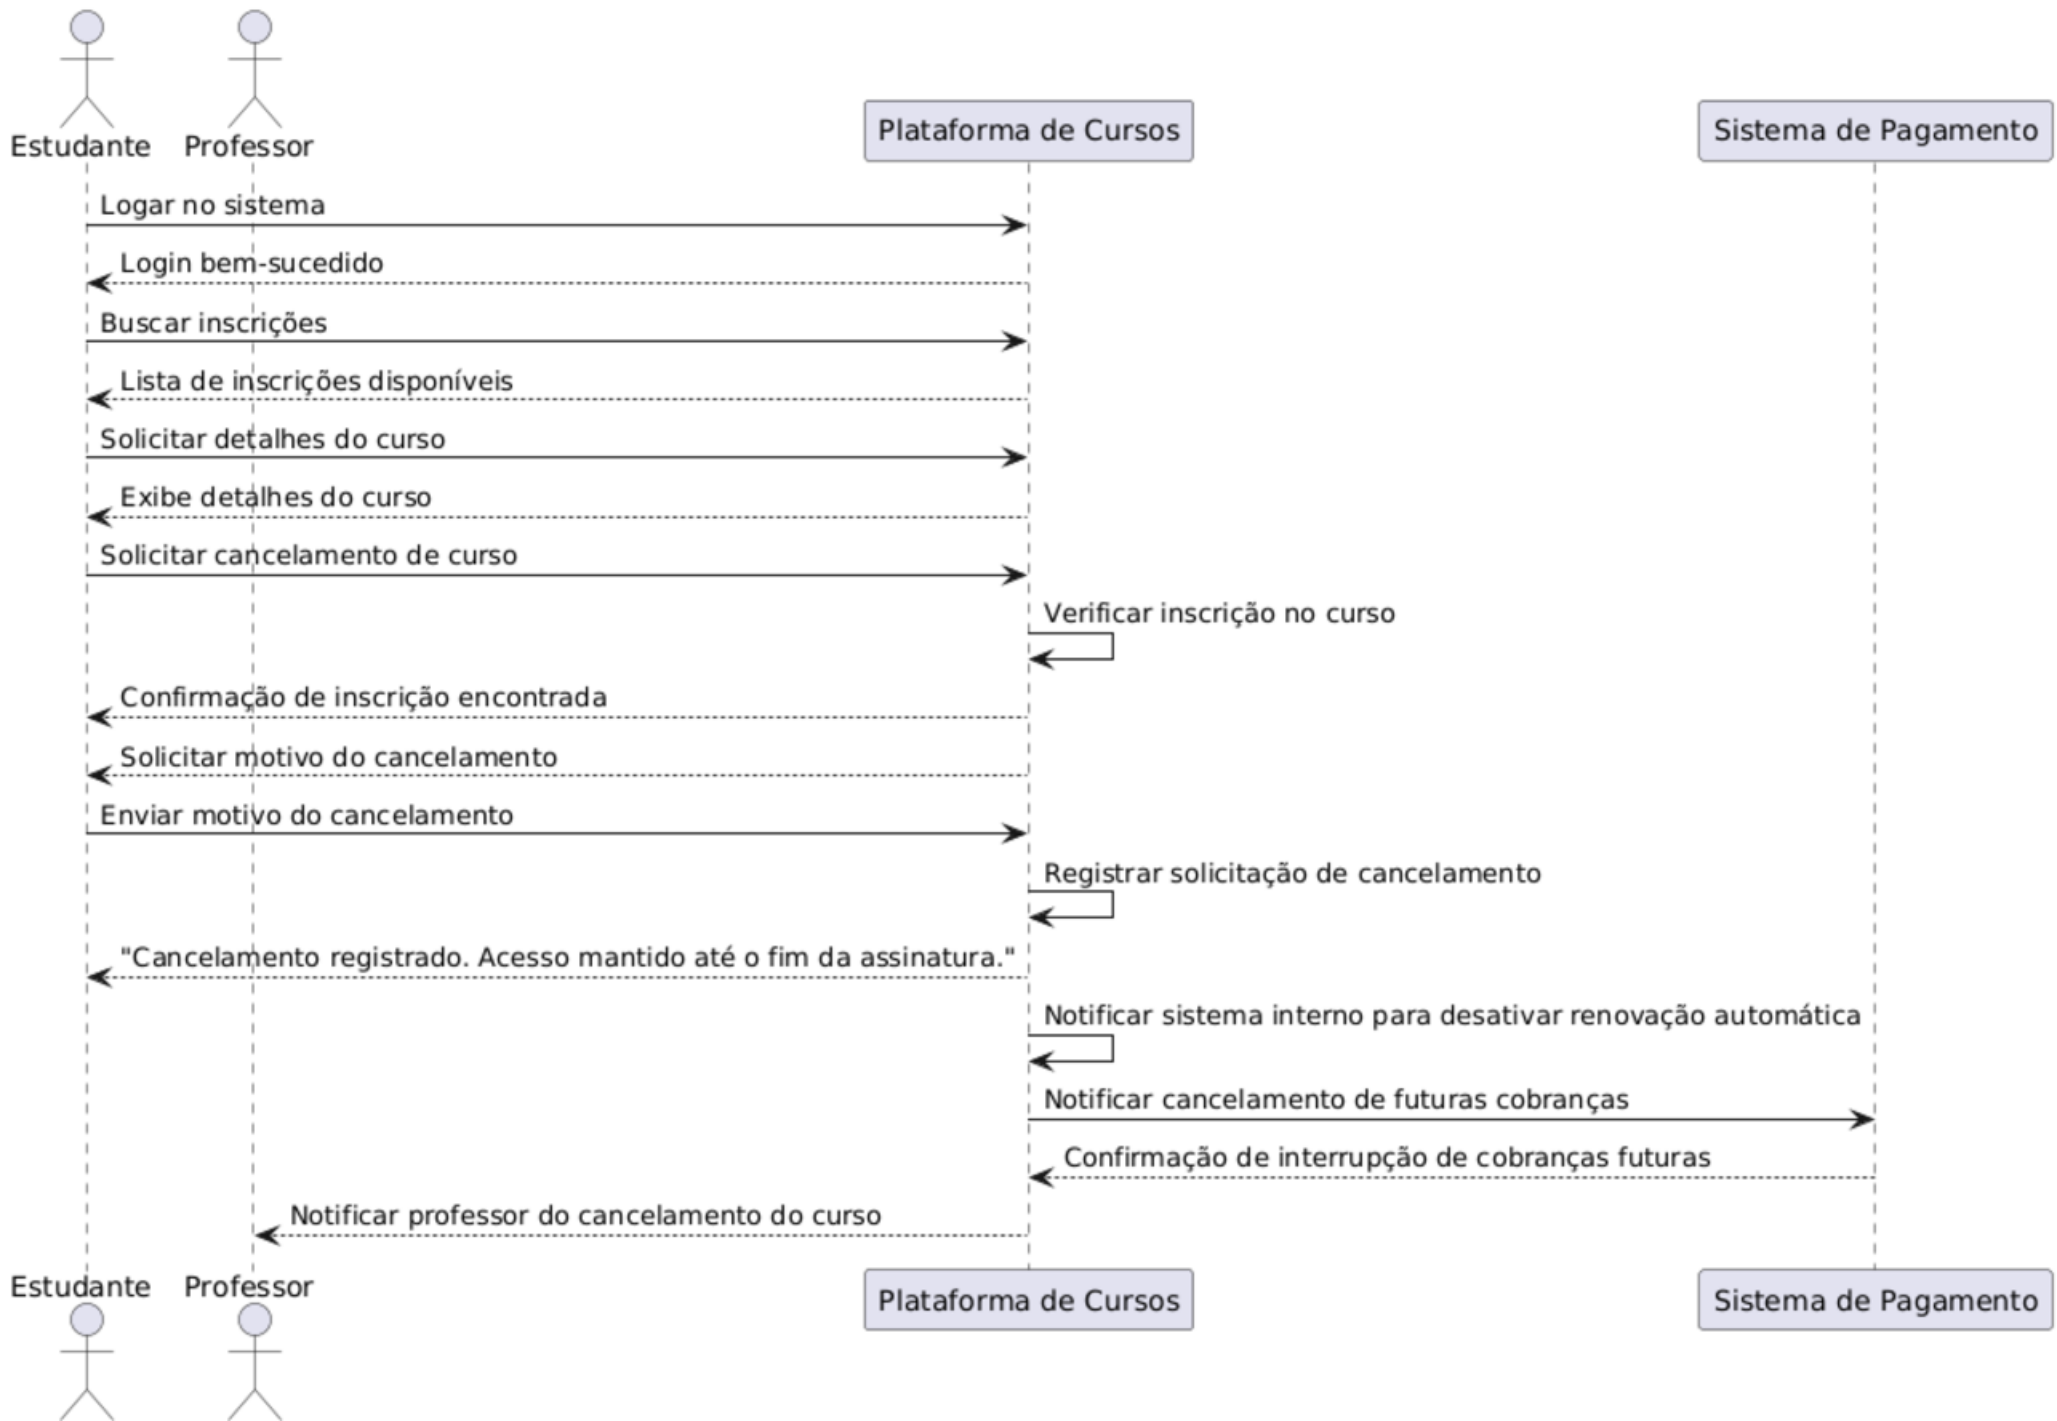 Estudante
Professor
Plataforma de Cursos
Sistema de Pagamento
Logar no sistema
Login bem-sucedido
Buscar inscrições
Lista de inscrições disponíveis
Solicitar detalhes do curso
Exibe detalhes do curso
Solicitar cancelamento de curso
Verificar inscrição no curso
Confirmação de inscrição encontrada
Solicitar motivo do cancelamento
Enviar motivo do cancelamento
Registrar solicitação de cancelamento
"Cancelamento registrado. Acesso mantido até o fim da assinatura."
Notificar sistema interno para desativar renovação automática
Notificar cancelamento de futuras cobranças
Confirmação de interrupção de cobranças futuras
Notificar professor do cancelamento do curso
Estudante
Professor
Plataforma de Cursos
Sistema de Pagamento